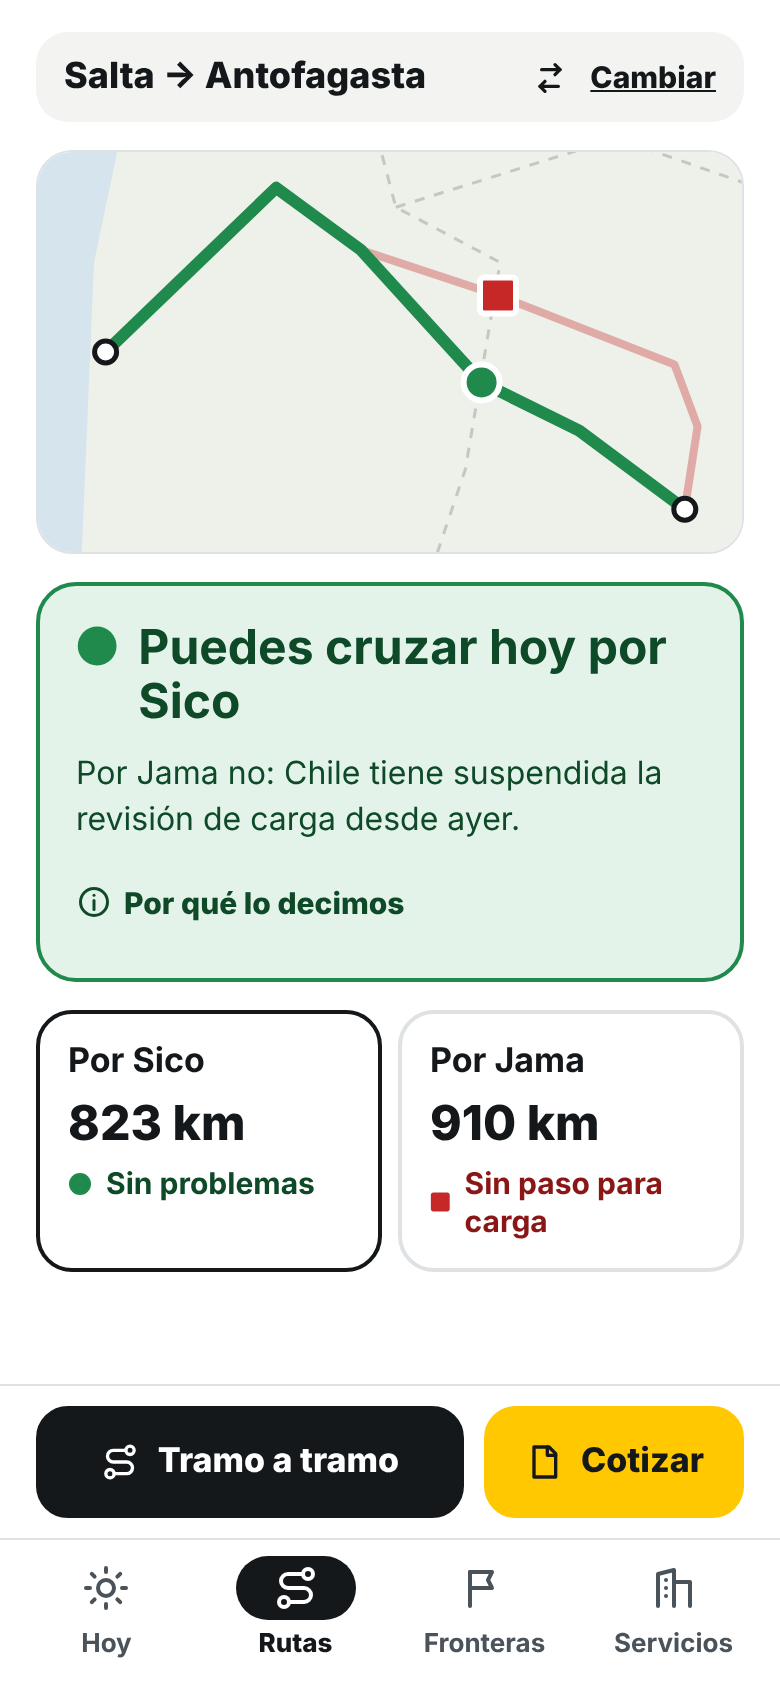 Salta → Antofagasta
Cambiar
Puedes cruzar hoy por
Sico
Por Jama no: Chile tiene suspendida la
revisión de carga desde ayer.
Por qué lo decimos
Por Sico
823 km
Sin problemas
Por Jama
910 km
Sin paso para
carga
Tramo a tramo
Cotizar
Hoy
Rutas
Fronteras
Servicios